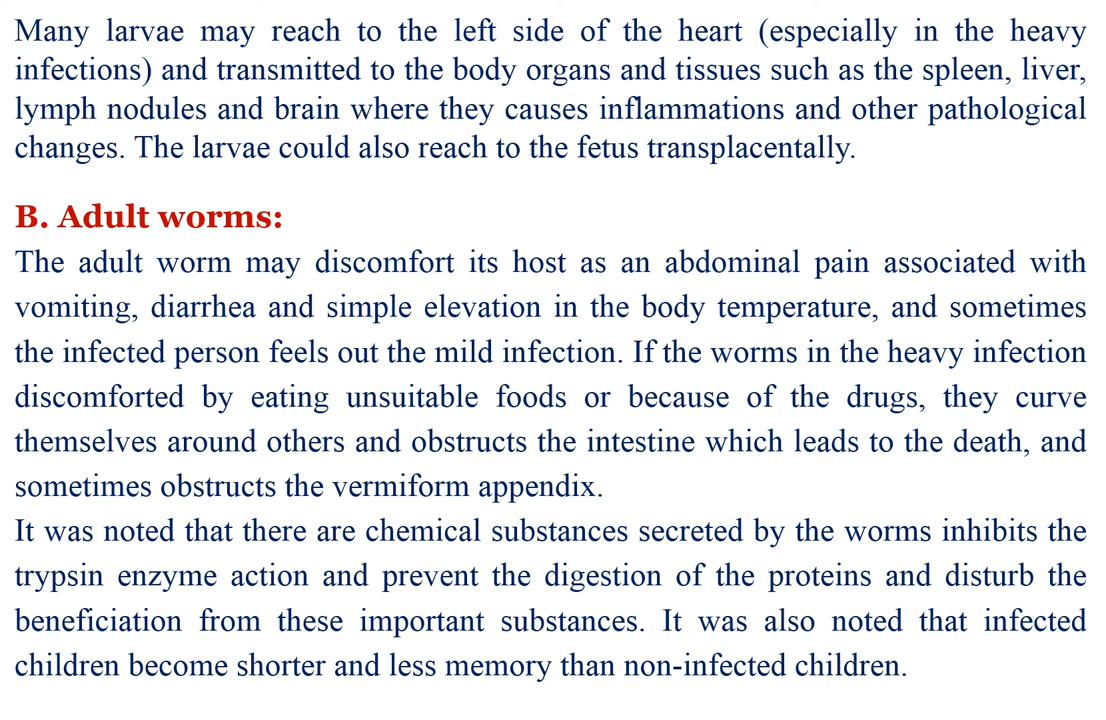 Many larvae may reach to the left side of the heart (especially in the heavy
infections) and transmitted to the body organs and tissues such as the spleen, liver,
lymph nodules and brain where they causes inflammations and other pathological
changes. The larvae could also reach to the fetus transplacentally.
B. Adult worms:
The adult worm may discomfort its host as an abdominal pain associated with
vomiting, diarrhea and simple elevation in the body temperature, and sometimes
the infected person feels out the mild infection. If the worms in the heavy infection
discomforted by eating unsuitable foods or because of the drugs, they curve
themselves around others and obstructs the intestine which leads to the death, and
sometimes obstructs the vermiform appendix.
It was noted that there are chemical substances secreted by the worms inhibits the
trypsin enzyme action and prevent the digestion of the proteins and disturb the
beneficiation from these important substances. It was also noted that infected
children become shorter and less memory than non-infected children.